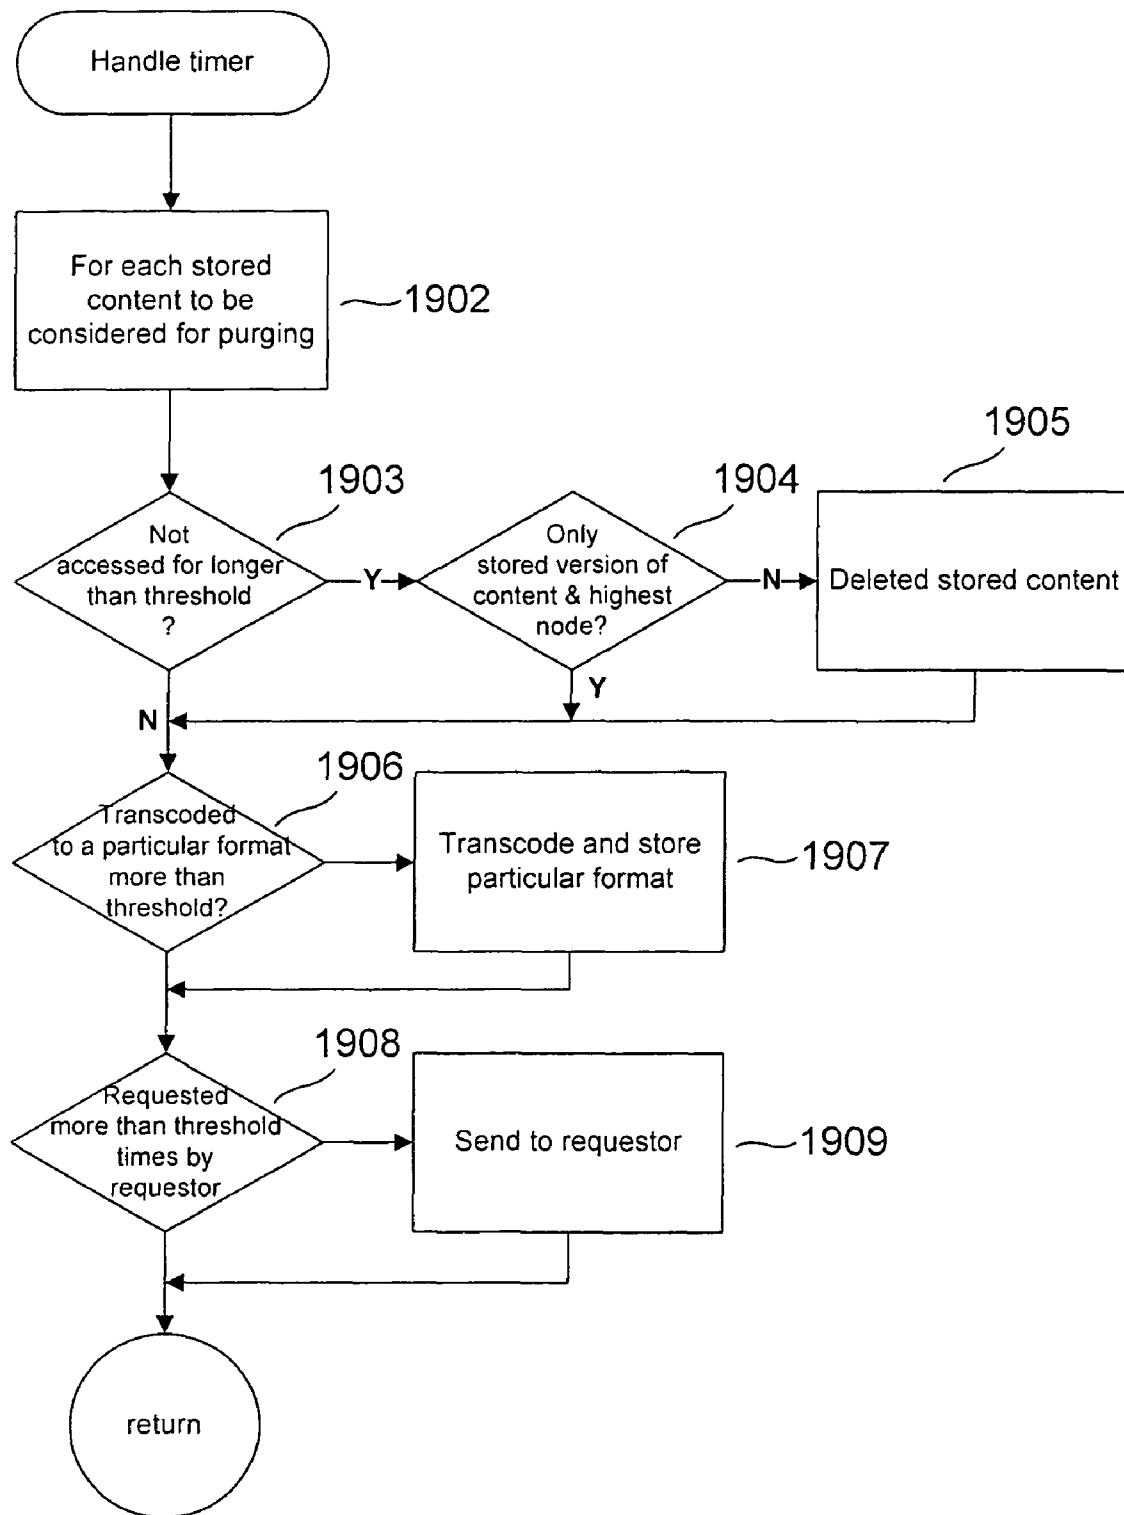 Handle timer
For each stored
content to be
considered for purging
1902
1903
Not
accessed for longer
than threshold
?
Y
1904
Only
stored version of
content & highest
node?
N
1905
Deleted stored content
Y
N
1906
Transcoded
to a particular format
more than
threshold?
Transcode and store
particular format
1907
1908
Requested
more than threshold
times by
requestor
Send to requestor
1909
return